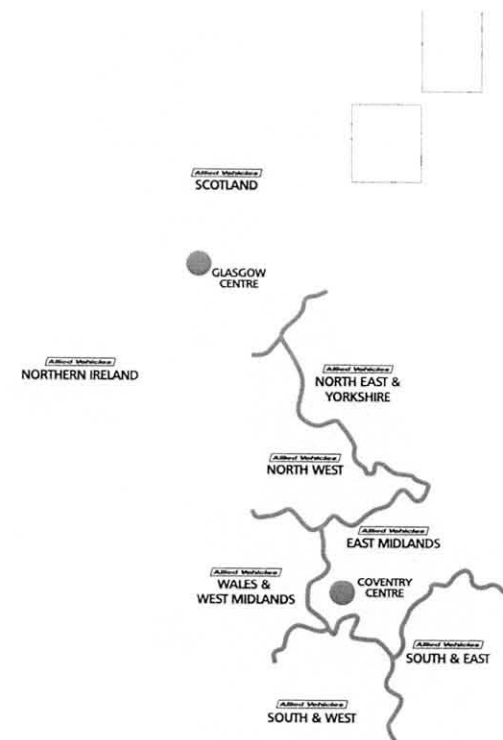 Allied Vehicles
SCOTLAND
GLASGOW
CENTRE
Allied Vehicles
NORTHERN IRELAND
Allied Vehicles
NORTH EAST &
YORKSHIRE
Allied Vehicles
NORTH WEST
Allied Vehicles
EAST MIDLANDS
Allied Vehicles
WALES &
WEST MIDLANDS
COVENTRY
CENTRE
Allied Vehicles
SOUTH & EAST
Allied Vehicles
SOUTH & WEST